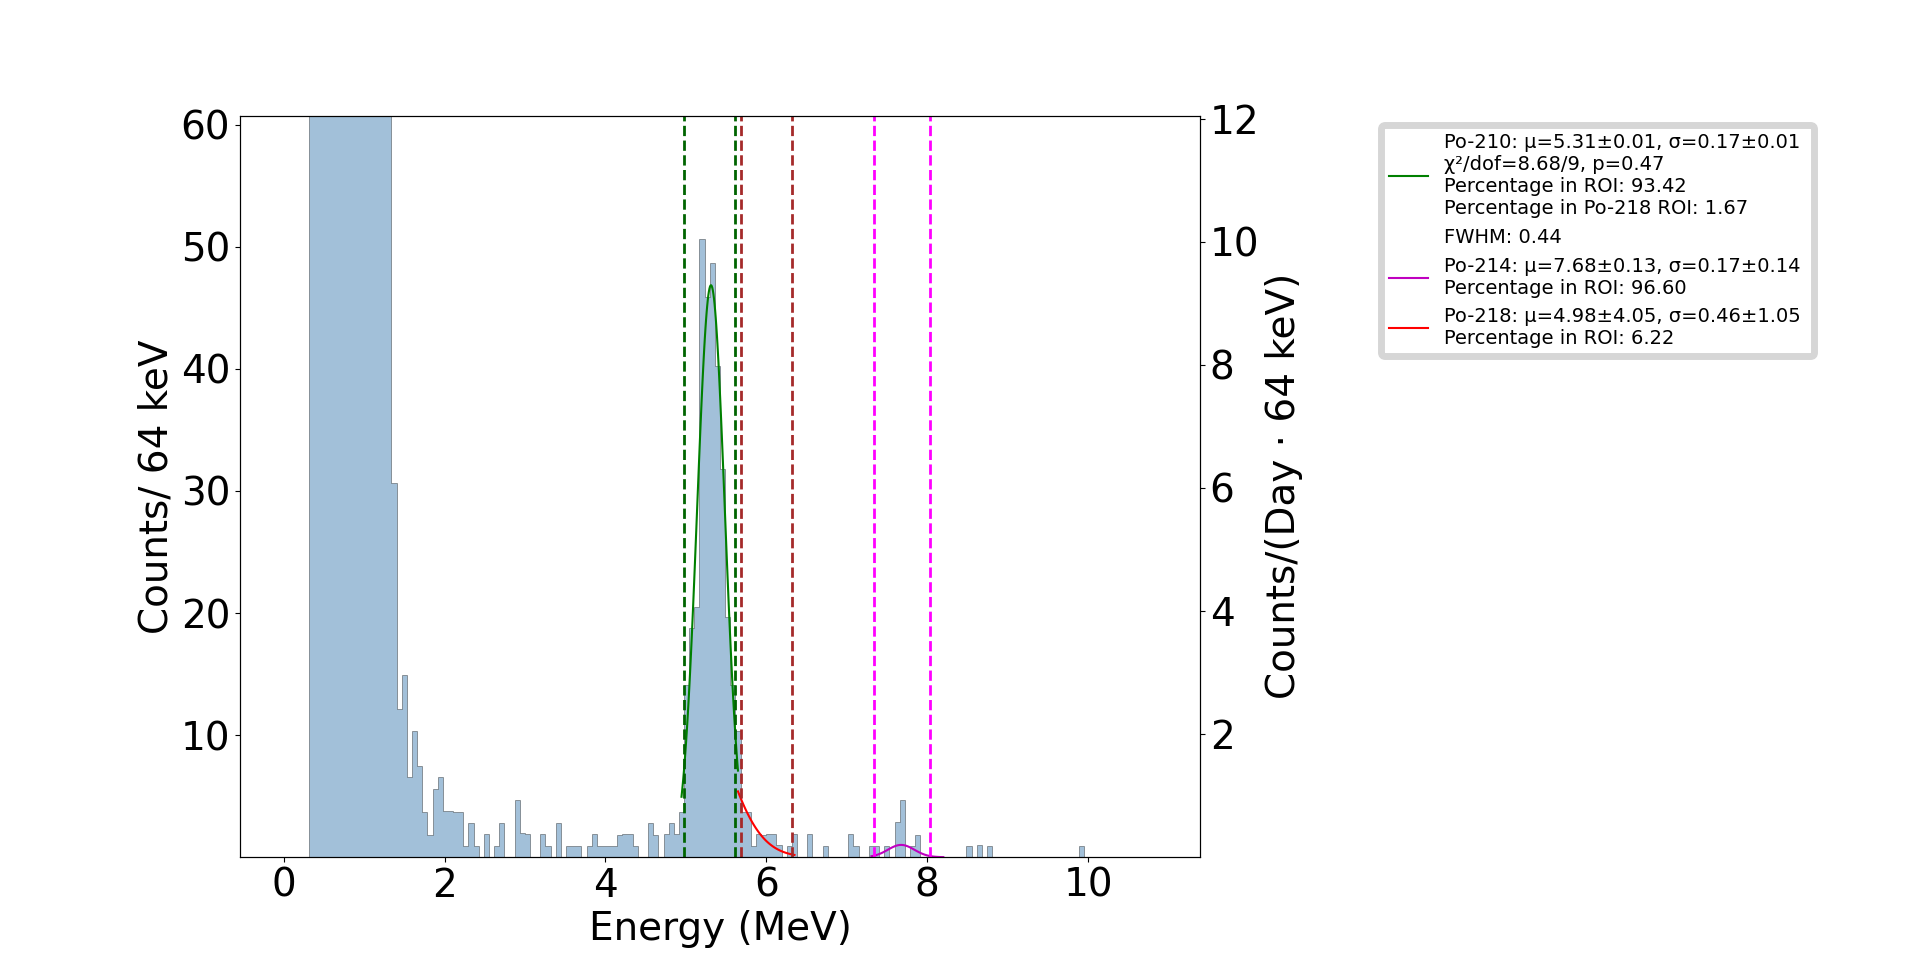 60
50
40
30
20
10
Counts/ 64 keV
12
10
8
6
4
2
Counts/(Day · 64 keV)
0 2 4 6 8 10
Energy (MeV)
Po-210: μ=5.31±0.01, σ=0.17±0.01
χ²/dof=8.68/9, p=0.47
Percentage in ROI: 93.42
Percentage in Po-218 ROI: 1.67
FWHM: 0.44
Po-214: μ=7.68±0.13, σ=0.17±0.14
Percentage in ROI: 96.60
Po-218: μ=4.98±4.05, σ=0.46±1.05
Percentage in ROI: 6.22